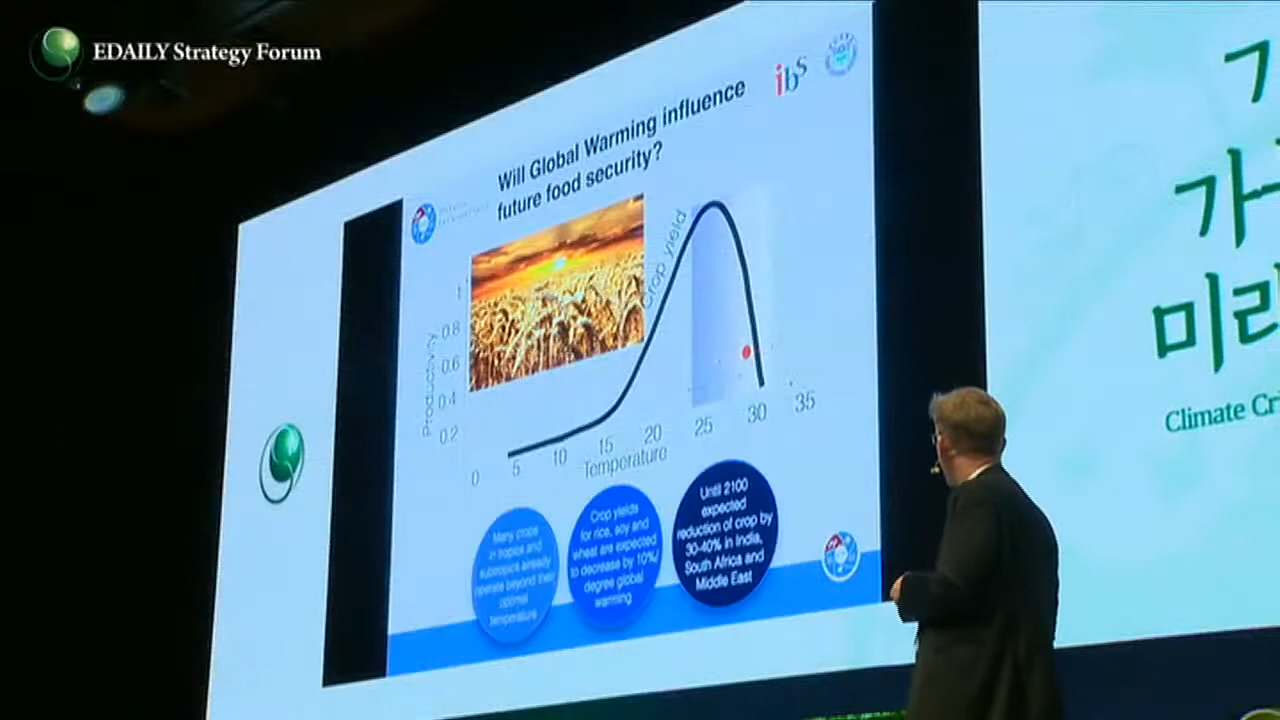 EDAILY Strategy Forum
ibs
Will Global Warming influence
future food security?
Crop yield
Productivity
1
0.8
0.6
0.4
0.2
0
5
10
15
20
25
30
35
Temperature
Many crops
in tropics and
subtropics already
operate beyond their
optimal
temperature
Crop yields
for rice, soy and
wheat are expected
to decrease by 10%/
degree global
warming
Until 2100
expected
reduction of crop by
30-40% in India,
South Africa and
Middle East
가
미래
Climate Cri